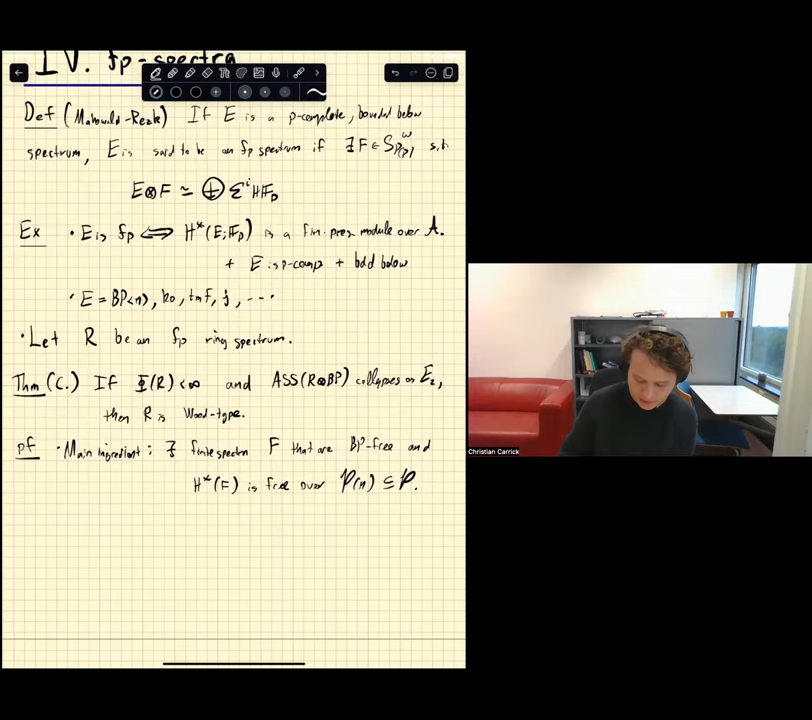 IV. fp-spectra
Def (Mahowald-Rezk) If E is a p-complete, bounded below
spectrum, E is said to be an fp spectrum if ∃F∈Sp^ω_(p) s.t.
E⊗F ≃ ⊕ Σ^i HF_p
Ex • E is fp ⟺ H*(E;F_p) is a fin. pres. module over A.
+ E is p-comp + bdd below
• E = BP<n>, ko, tmf, j, ...
• Let R be an fp ring spectrum.
Thm (C.) If Φ(R) < ∞ and ASS(R⊗BP) collapses on E_2,
then R is Wood-type.
pf • Main ingredient: ∃ finite spectra F that are BP-free and
H*(F) is free over P(n) ⊆ P.
Christian Carrick